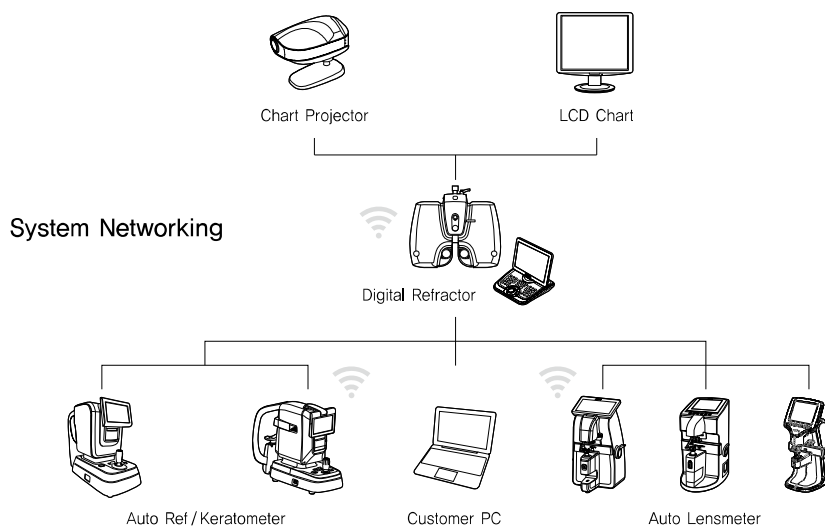 Chart Projector
LCD Chart
System Networking
Digital Refractor
Auto Ref / Keratometer
Customer PC
Auto Lensmeter